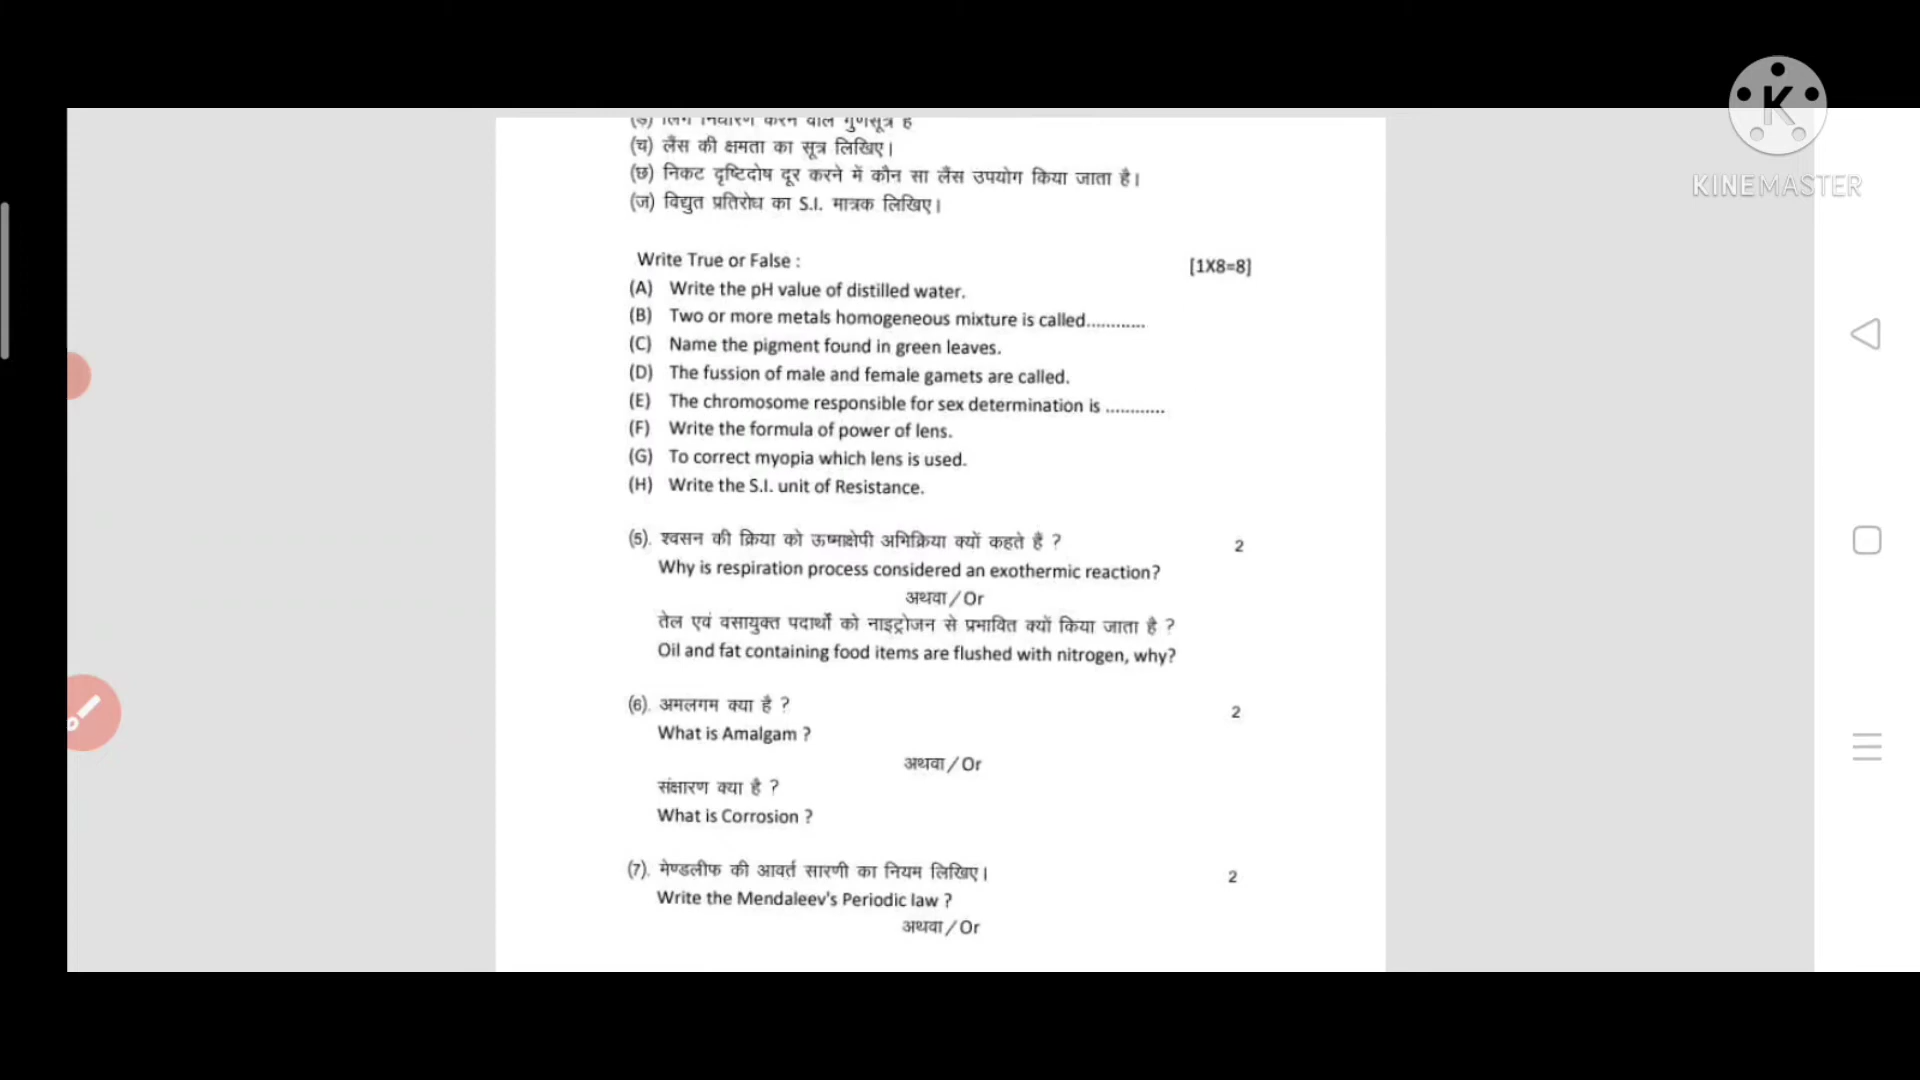 (ङ) लिंग निर्धारण करने वाले गुणसूत्र है
(च) लैंस की क्षमता का सूत्र लिखिए।
(छ) निकट दृष्टिदोष दूर करने में कौन सा लैंस उपयोग किया जाता है।
(ज) विद्युत प्रतिरोध का S.I. मात्रक लिखिए।
Write True or False : [1X8=8]
(A) Write the pH value of distilled water.
(B) Two or more metals homogeneous mixture is called............
(C) Name the pigment found in green leaves.
(D) The fussion of male and female gamets are called.
(E) The chromosome responsible for sex determination is ............
(F) Write the formula of power of lens.
(G) To correct myopia which lens is used.
(H) Write the S.I. unit of Resistance.
(5). श्वसन की क्रिया को ऊष्माक्षेपी अभिक्रिया क्यों कहते हैं ? 2
Why is respiration process considered an exothermic reaction?
अथवा/Or
तेल एवं वसायुक्त पदार्थों को नाइट्रोजन से प्रभावित क्यों किया जाता है ?
Oil and fat containing food items are flushed with nitrogen, why?
(6). अमलगम क्या है ? 2
What is Amalgam ?
अथवा/Or
संक्षारण क्या है ?
What is Corrosion ?
(7). मेण्डलीफ की आवर्त सारणी का नियम लिखिए। 2
Write the Mendaleev's Periodic law ?
अथवा/Or
K
KINEMASTER